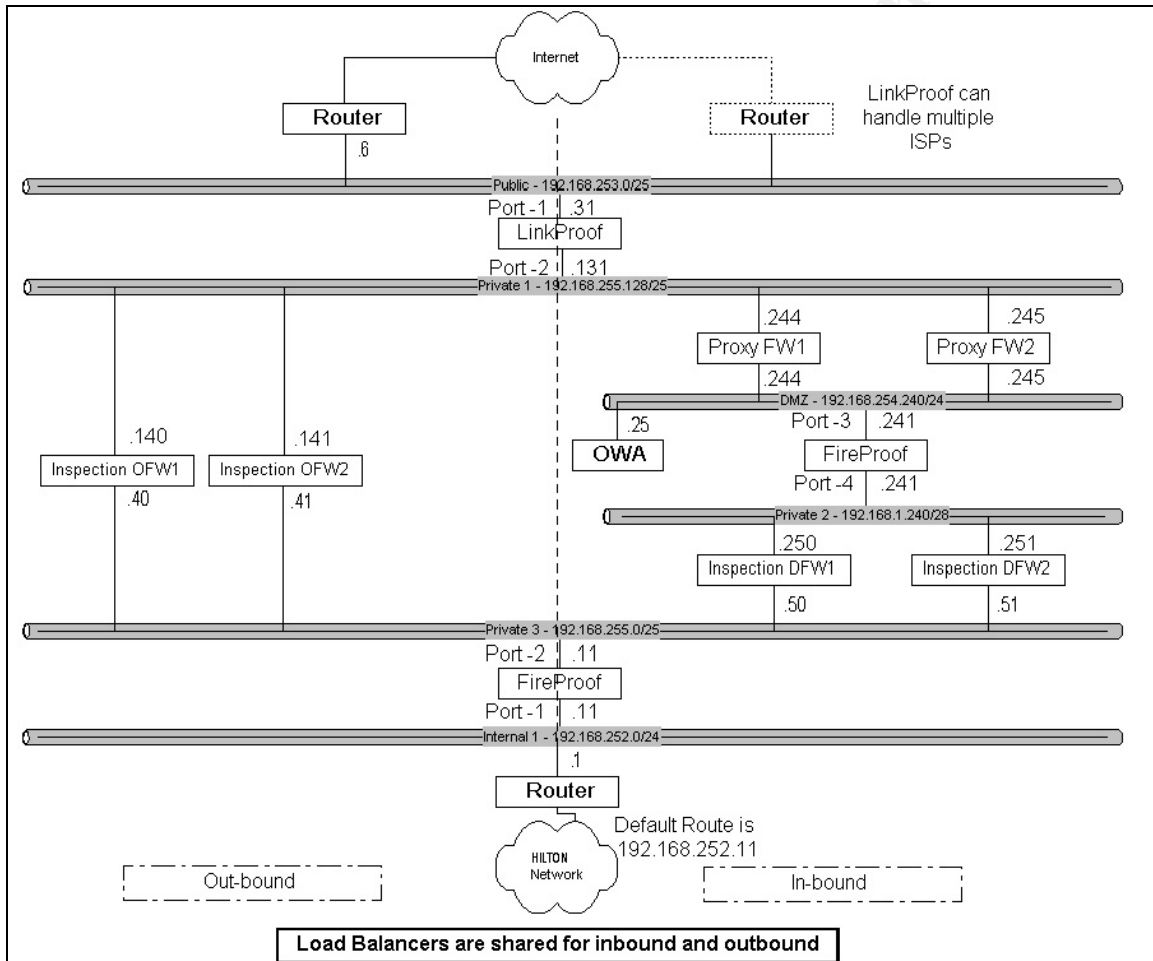 Internet
Router
Router
LinkProof can
handle multiple
ISPs
.6
Public - 192.168.253.0/25
Port -1
.31
LinkProof
Port -2
.131
Private 1 - 192.168.255.128/25
.244
.245
Proxy FW1
Proxy FW2
.244
.245
DMZ - 192.168.254.240/24
.25
Port -3
.241
.140
.141
OWA
FireProof
Inspection OFW1
Inspection OFW2
Port -4
.241
.40
.41
Private 2 - 192.168.1.240/28
.250
.251
Inspection DFW1
Inspection DFW2
.50
.51
Private 3 - 192.168.255.0/25
Port -2
.11
FireProof
Port -1
.11
Internal 1 - 192.168.252.0/24
.1
Router
Default Route is
192.168.252.11
HILTON
Network
Out-bound
In-bound
Load Balancers are shared for inbound and outbound